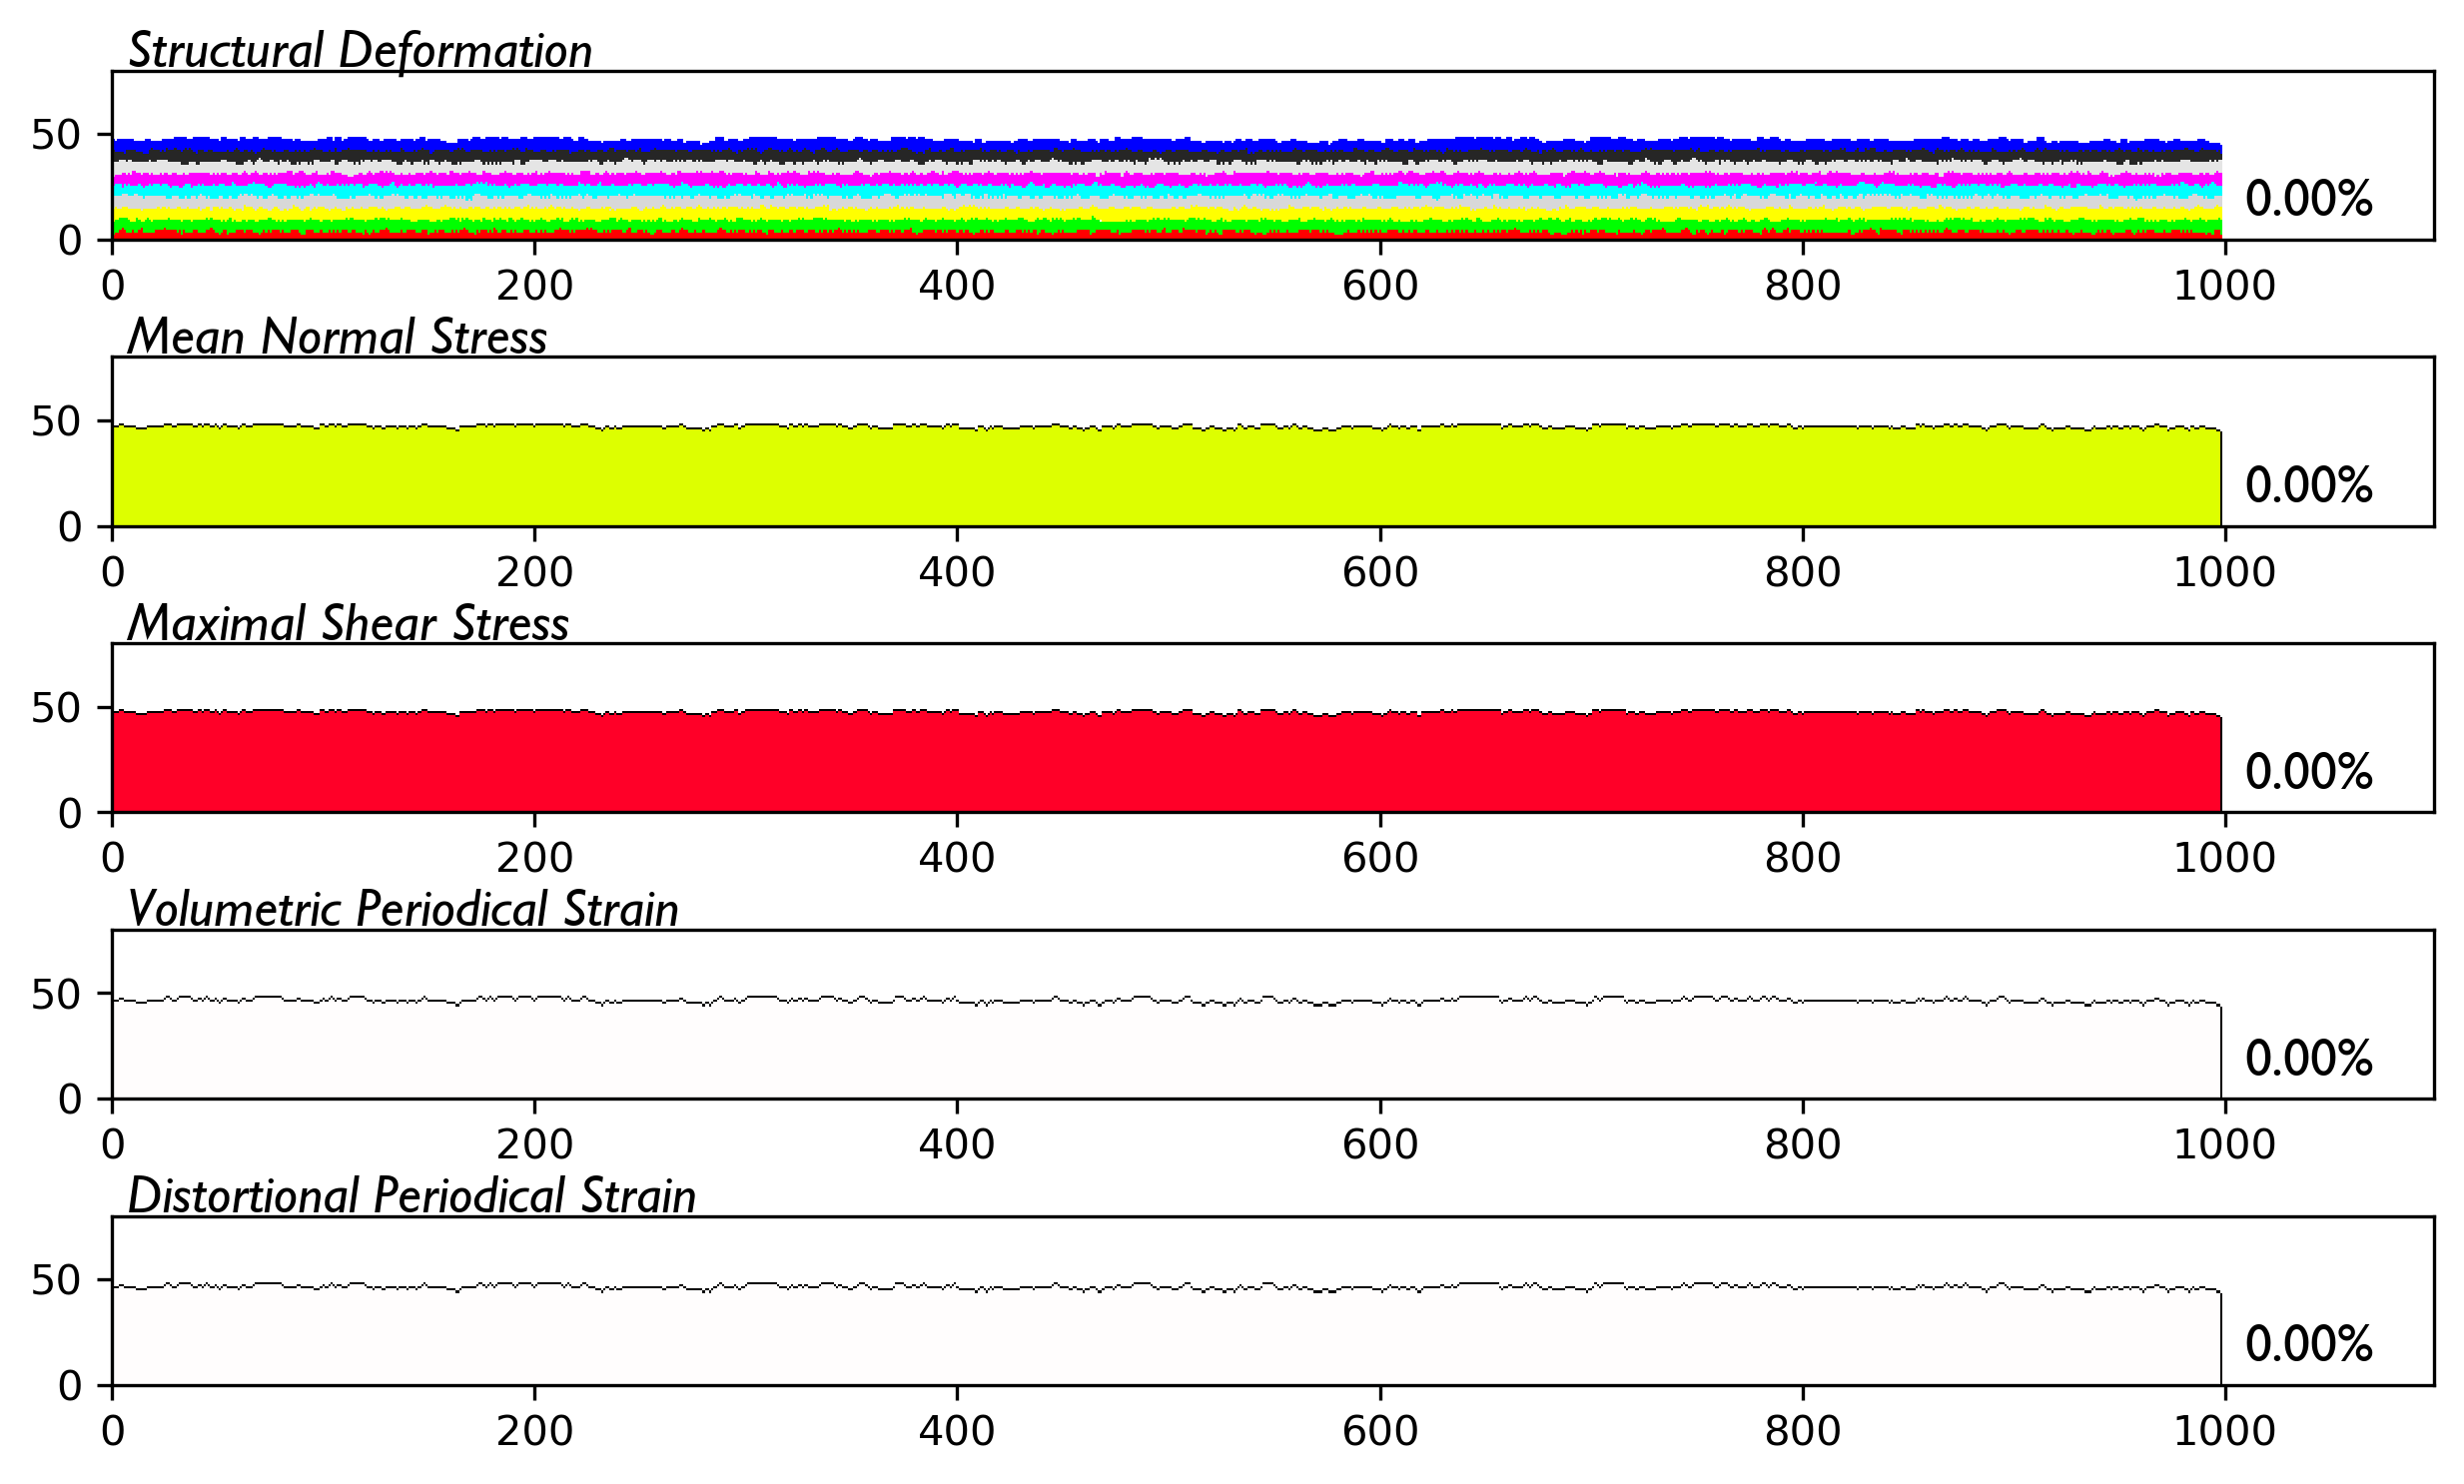 Structural Deformation
50
0
0.00%
0 200 400 600 800 1000
Mean Normal Stress
50
0
0.00%
0 200 400 600 800 1000
Maximal Shear Stress
50
0
0.00%
0 200 400 600 800 1000
Volumetric Periodical Strain
50
0
0.00%
0 200 400 600 800 1000
Distortional Periodical Strain
50
0
0.00%
0 200 400 600 800 1000